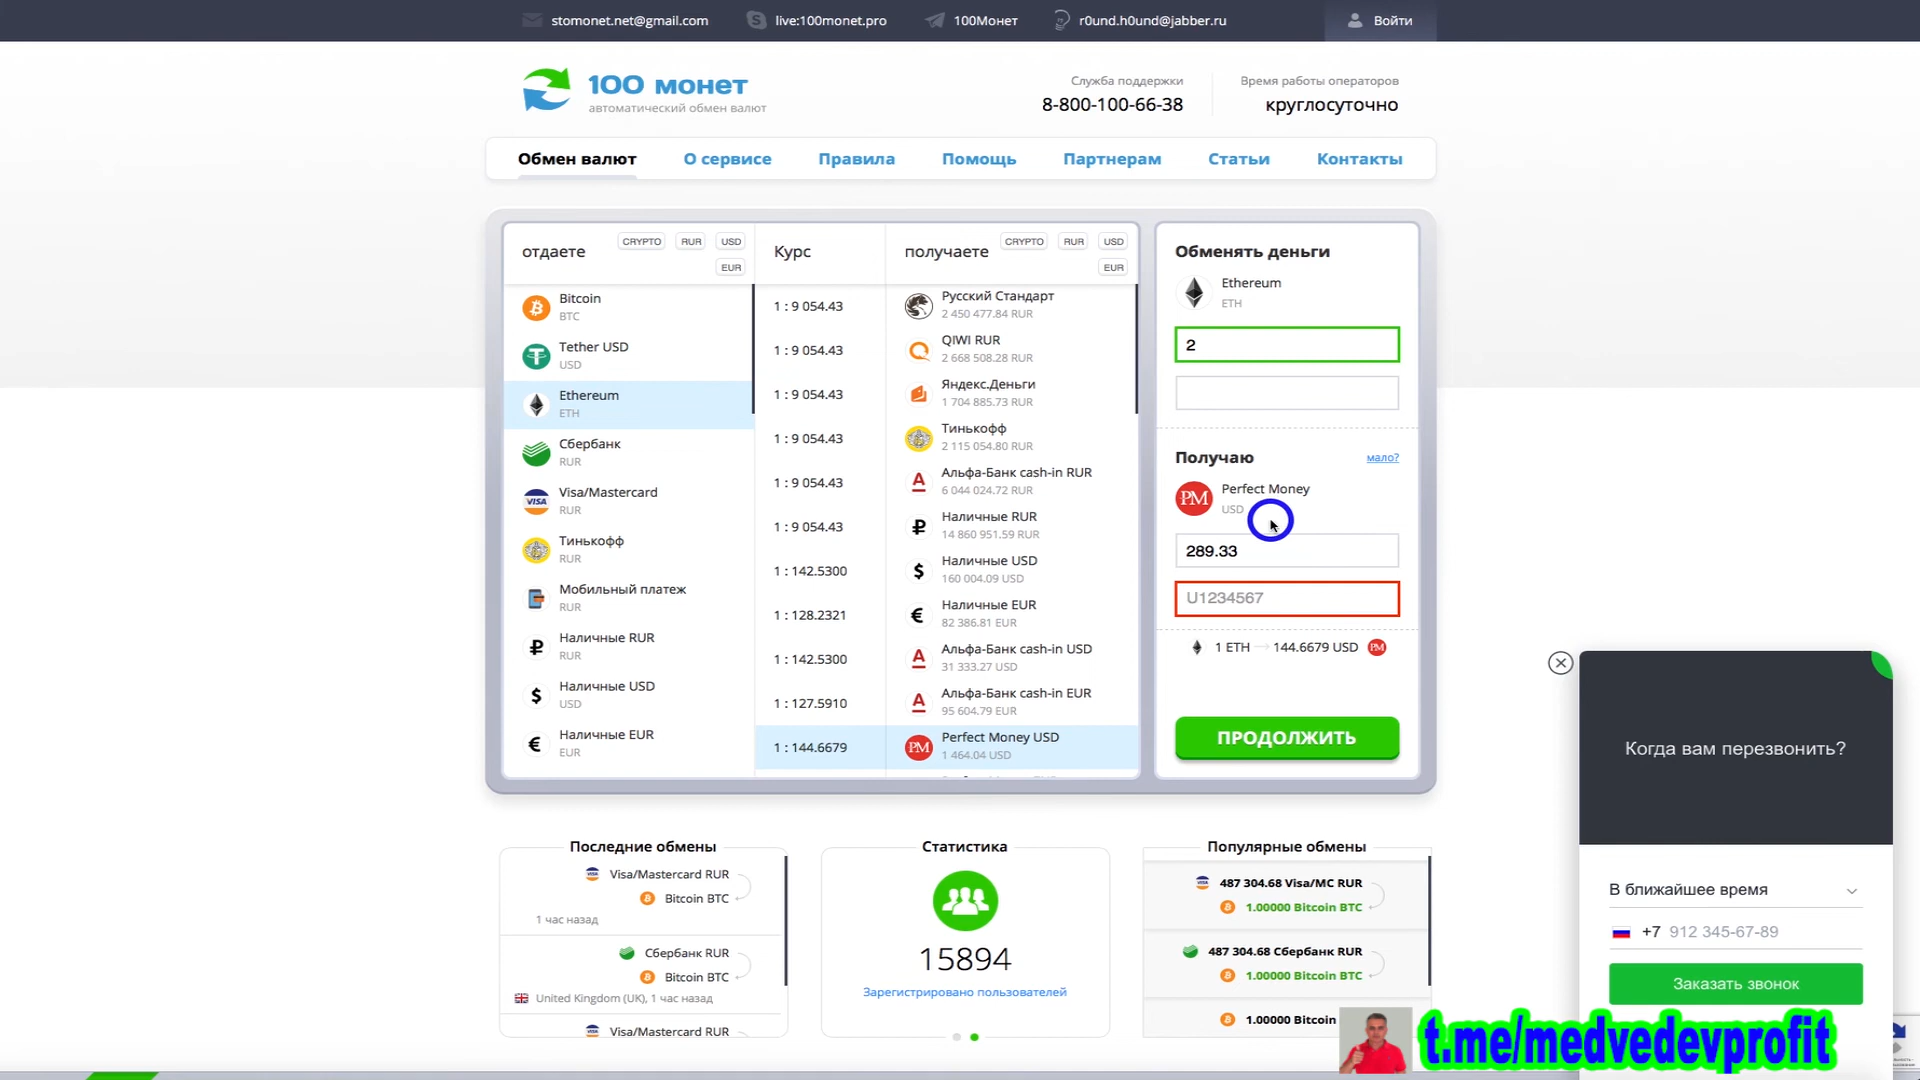 stomonet.net@gmail.com
live:100monet.pro
100Монет
r0und.h0und@jabber.ru
Войти
100 монет
автоматический обмен валют
Служба поддержки
8-800-100-66-38
Время работы операторов
круглосуточно
Обмен валют
О сервисе
Правила
Помощь
Партнерам
Статьи
Контакты
отдаете
CRYPTO
RUR
USD
EUR
Bitcoin
BTC
Tether USD
USD
Ethereum
ETH
Сбербанк
RUR
Visa/Mastercard
RUR
Тинькофф
RUR
Мобильный платеж
RUR
Наличные RUR
RUR
Наличные USD
USD
Наличные EUR
EUR
Курс
1 : 9 054.43
1 : 9 054.43
1 : 9 054.43
1 : 9 054.43
1 : 9 054.43
1 : 9 054.43
1 : 142.5300
1 : 128.2321
1 : 142.5300
1 : 127.5910
1 : 144.6679
получаете
CRYPTO
RUR
USD
EUR
Русский Стандарт
2 450 477.84 RUR
QIWI RUR
2 668 508.28 RUR
Яндекс.Деньги
1 704 885.73 RUR
Тинькофф
2 115 054.80 RUR
Альфа-Банк cash-in RUR
6 044 024.72 RUR
Наличные RUR
14 860 951.59 RUR
Наличные USD
160 004.09 USD
Наличные EUR
82 386.81 EUR
Альфа-Банк cash-in USD
31 333.27 USD
Альфа-Банк cash-in EUR
95 604.79 EUR
PM
Perfect Money USD
1 464.04 USD
Обменять деньги
Ethereum
ETH
2
Получаю
мало?
PM
Perfect Money
USD
289.33
U1234567
1 ETH → 144.6679 USD PM
ПРОДОЛЖИТЬ
Последние обмены
VISA
Visa/Mastercard RUR
Bitcoin BTC
1 час назад
Сбербанк RUR
Bitcoin BTC
United Kingdom (UK), 1 час назад
Visa/Mastercard RUR
Статистика
15894
Зарегистрировано пользователей
Популярные обмены
487 304.68 Visa/MC RUR
1.00000 Bitcoin BTC
487 304.68 Сбербанк RUR
1.00000 Bitcoin BTC
1.00000 Bitcoin
Когда вам перезвонить?
В ближайшее время
+7 912 345-67-89
Заказать звонок
t.me/medvedevprofit